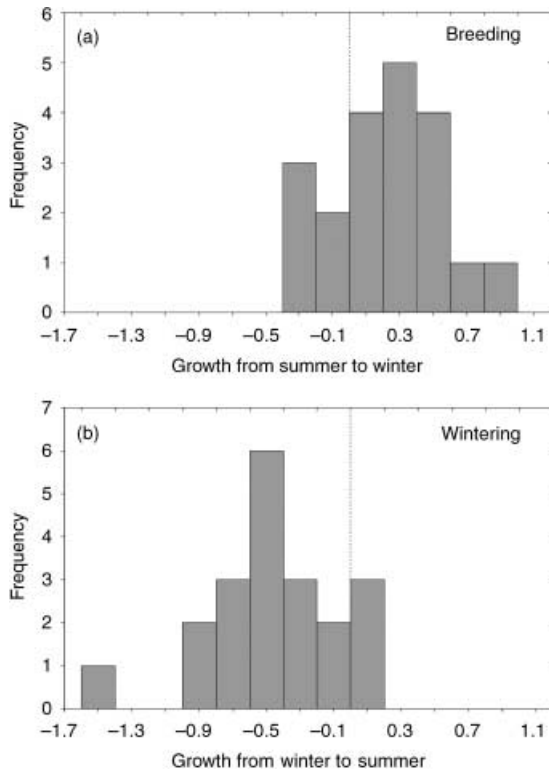 6
(a)
Breeding
5
4
3
2
1
0
Frequency
–1.7 –1.3 –0.9 –0.5 –0.1 0.3 0.7 1.1
Growth from summer to winter
7
(b)
Wintering
6
5
4
3
2
1
0
Frequency
–1.7 –1.3 –0.9 –0.5 –0.1 0.3 0.7 1.1
Growth from winter to summer